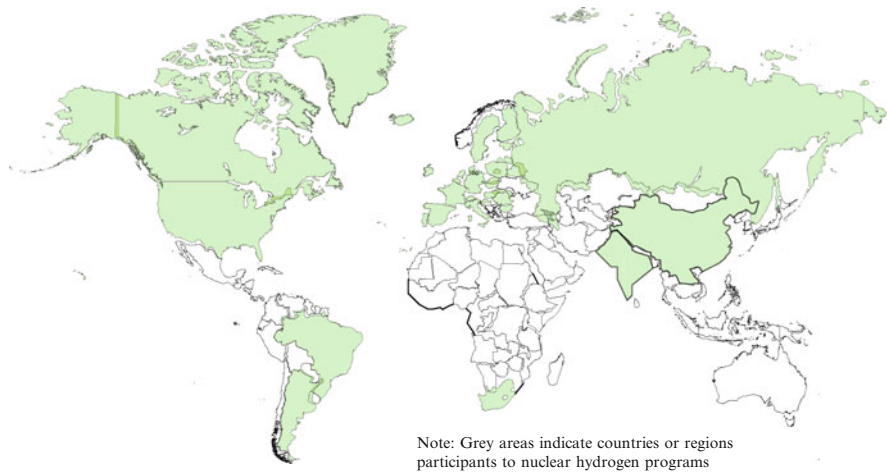 Note: Grey areas indicate countries or regions
participants to nuclear hydrogen programs